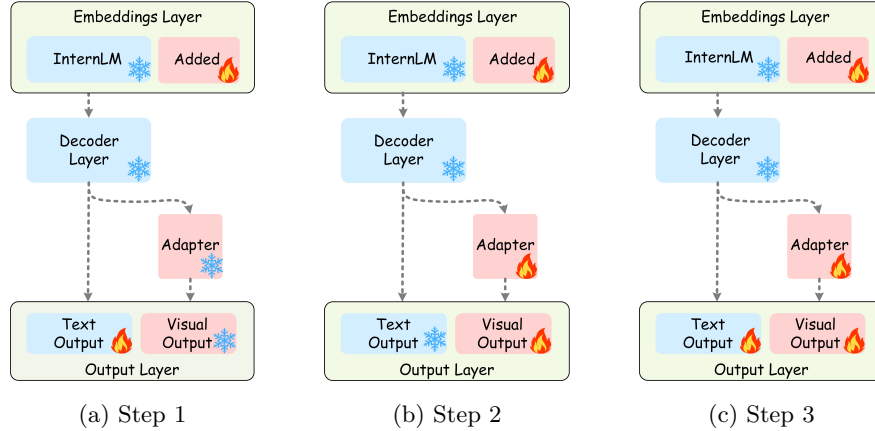 Embeddings Layer
InternLM
Added
Decoder
Layer
Adapter
Text
Output
Visual
Output
Output Layer
(a) Step 1
Embeddings Layer
InternLM
Added
Decoder
Layer
Adapter
Text
Output
Visual
Output
Output Layer
(b) Step 2
Embeddings Layer
InternLM
Added
Decoder
Layer
Adapter
Text
Output
Visual
Output
Output Layer
(c) Step 3